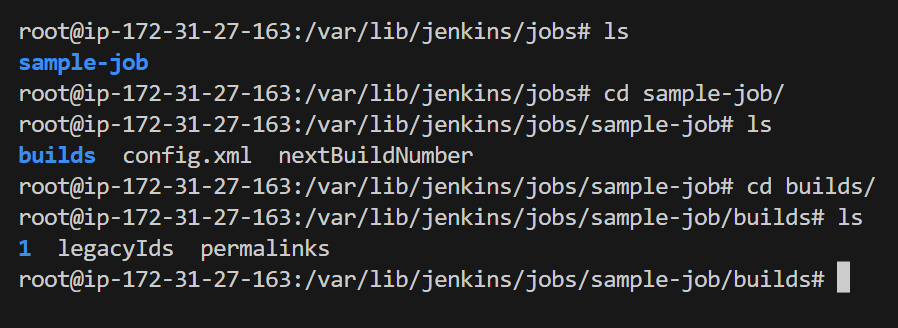 root@ip-172-31-27-163:/var/lib/jenkins/jobs# ls
sample-job
root@ip-172-31-27-163:/var/lib/jenkins/jobs# cd sample-job/
root@ip-172-31-27-163:/var/lib/jenkins/jobs/sample-job# ls
builds  config.xml  nextBuildNumber
root@ip-172-31-27-163:/var/lib/jenkins/jobs/sample-job# cd builds/
root@ip-172-31-27-163:/var/lib/jenkins/jobs/sample-job/builds# ls
1  legacyIds  permalinks
root@ip-172-31-27-163:/var/lib/jenkins/jobs/sample-job/builds#